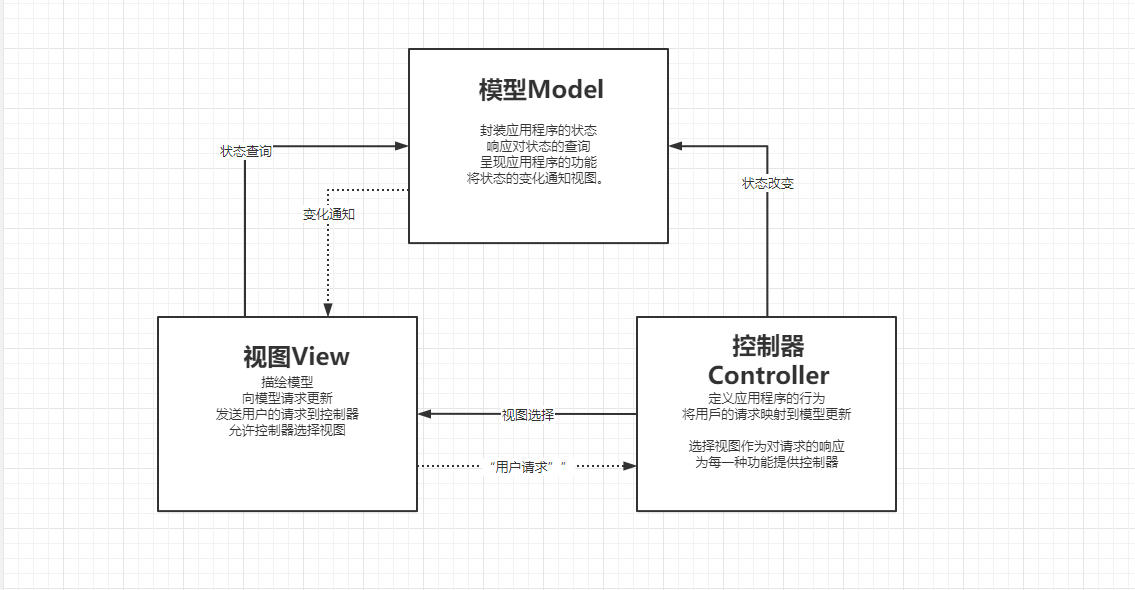 模型Model
封装应用程序的状态
响应对状态的查询
呈现应用程序的功能
将状态的变化通知视图。
状态查询
变化通知
状态改变
视图View
描绘模型
向模型请求更新
发送用户的请求到控制器
允许控制器选择视图
视图选择
“用户请求””
控制器
Controller
定义应用程序的行为
将用戶的请求映射到模型更新
选择视图作为对请求的响应
为每一种功能提供控制器